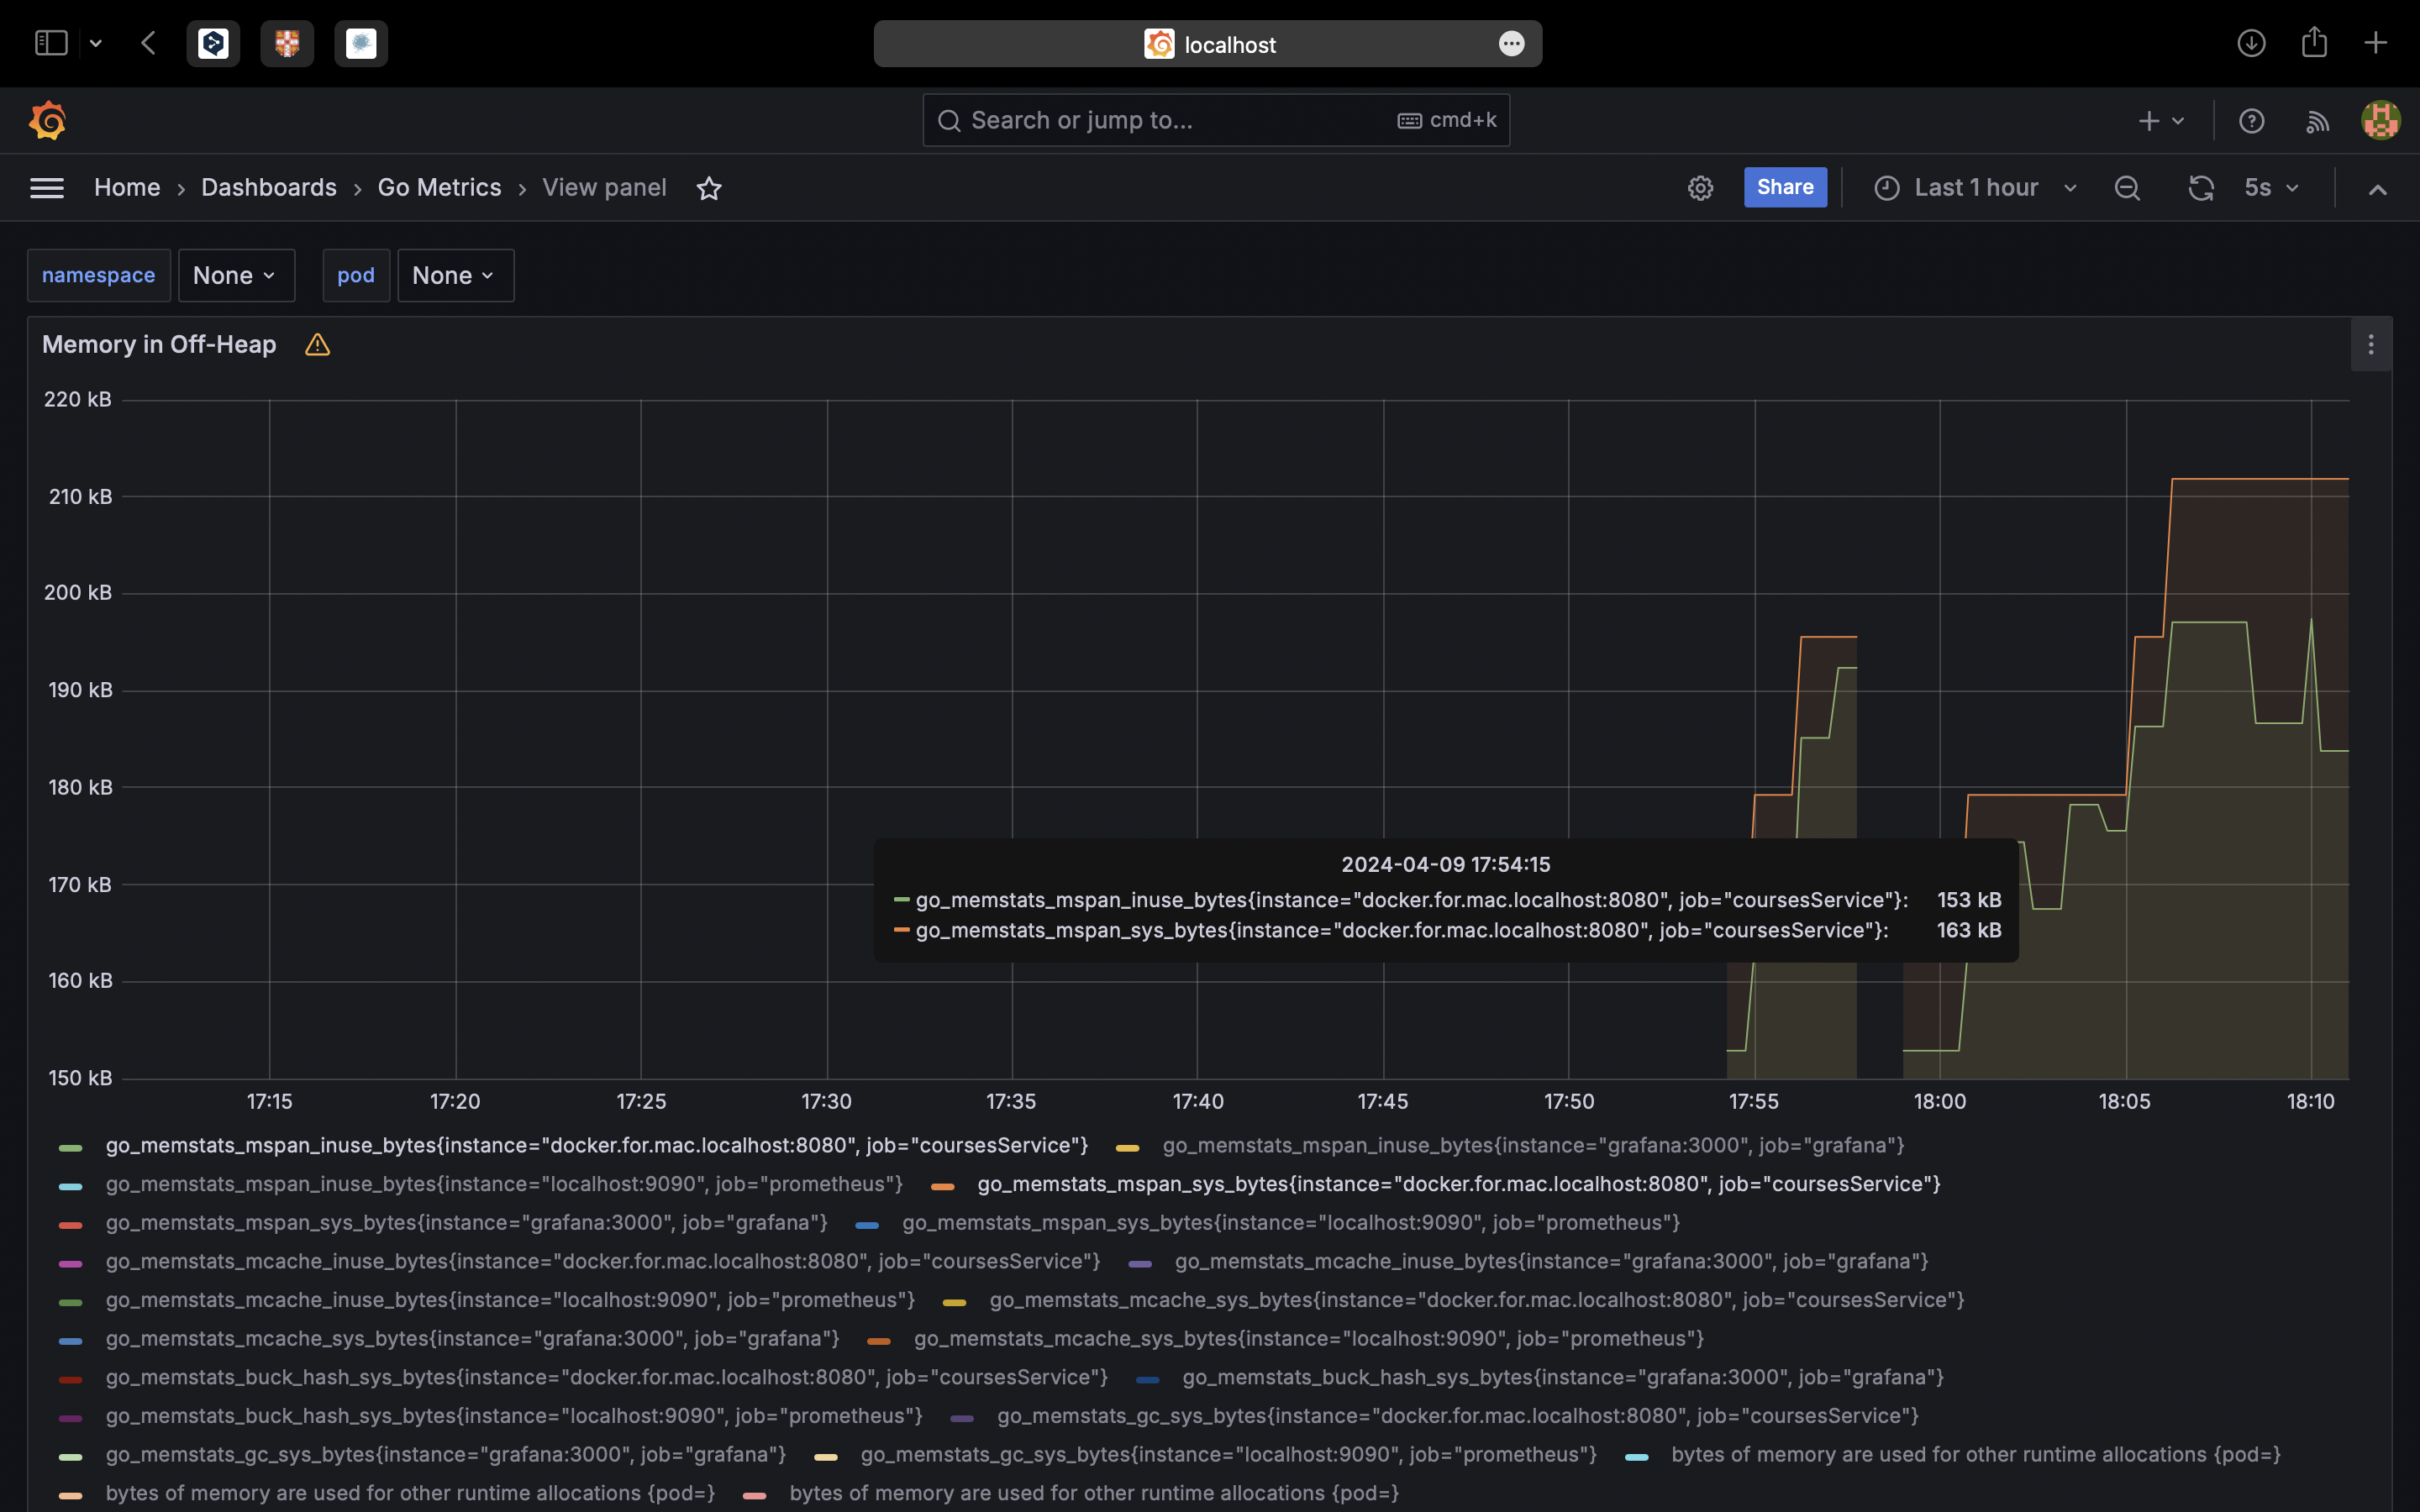 localhost
Search or jump to... cmd+k
Home › Dashboards › Go Metrics › View panel Share Last 1 hour 5s
namespace None pod None
Memory in Off-Heap
220 kB
210 kB
200 kB
190 kB
180 kB
170 kB
160 kB
150 kB
2024-04-09 17:54:15
go_memstats_mspan_inuse_bytes{instance="docker.for.mac.localhost:8080", job="coursesService"}: 153 kB
go_memstats_mspan_sys_bytes{instance="docker.for.mac.localhost:8080", job="coursesService"}: 163 kB
17:15 17:20 17:25 17:30 17:35 17:40 17:45 17:50 17:55 18:00 18:05 18:10
go_memstats_mspan_inuse_bytes{instance="docker.for.mac.localhost:8080", job="coursesService"} go_memstats_mspan_inuse_bytes{instance="grafana:3000", job="grafana"}
go_memstats_mspan_inuse_bytes{instance="localhost:9090", job="prometheus"} go_memstats_mspan_sys_bytes{instance="docker.for.mac.localhost:8080", job="coursesService"}
go_memstats_mspan_sys_bytes{instance="grafana:3000", job="grafana"} go_memstats_mspan_sys_bytes{instance="localhost:9090", job="prometheus"}
go_memstats_mcache_inuse_bytes{instance="docker.for.mac.localhost:8080", job="coursesService"} go_memstats_mcache_inuse_bytes{instance="grafana:3000", job="grafana"}
go_memstats_mcache_inuse_bytes{instance="localhost:9090", job="prometheus"} go_memstats_mcache_sys_bytes{instance="docker.for.mac.localhost:8080", job="coursesService"}
go_memstats_mcache_sys_bytes{instance="grafana:3000", job="grafana"} go_memstats_mcache_sys_bytes{instance="localhost:9090", job="prometheus"}
go_memstats_buck_hash_sys_bytes{instance="docker.for.mac.localhost:8080", job="coursesService"} go_memstats_buck_hash_sys_bytes{instance="grafana:3000", job="grafana"}
go_memstats_buck_hash_sys_bytes{instance="localhost:9090", job="prometheus"} go_memstats_gc_sys_bytes{instance="docker.for.mac.localhost:8080", job="coursesService"}
go_memstats_gc_sys_bytes{instance="grafana:3000", job="grafana"} go_memstats_gc_sys_bytes{instance="localhost:9090", job="prometheus"} bytes of memory are used for other runtime allocations {pod=}
bytes of memory are used for other runtime allocations {pod=} bytes of memory are used for other runtime allocations {pod=}